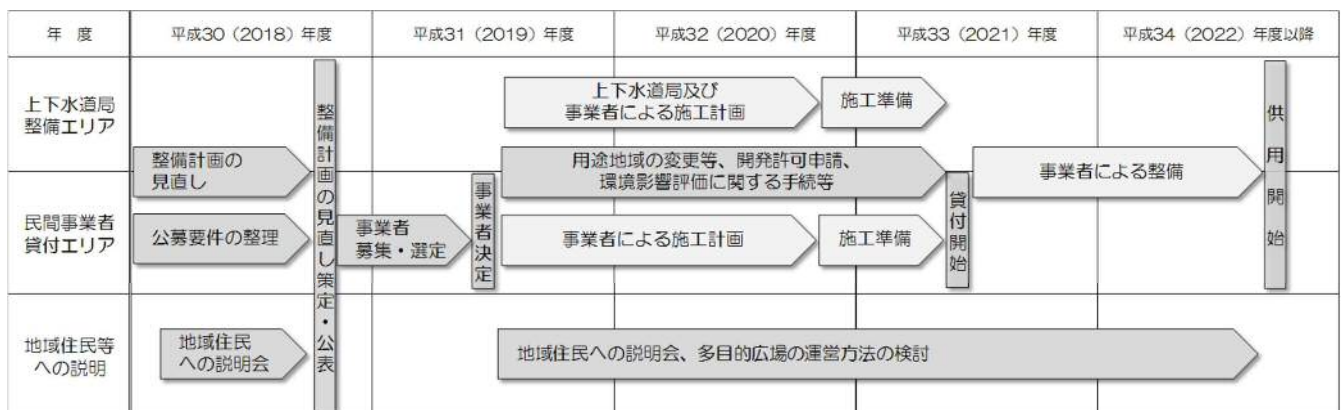 年 度
平成30（2018）年度
平成31（2019）年度
平成32（2020）年度
平成33（2021）年度
平成34（2022）年度以降
上下水道局
整備エリア
民間事業者
貸付エリア
地域住民等
への説明
整備計画の
見直し
公募要件の整理
地域住民
への説明会
整備計画の見直し策定・公表
事業者
募集・選定
事業者決定
上下水道局及び
事業者による施工計画
施工準備
用途地域の変更等、開発許可申請、
環境影響評価に関する手続等
事業者による施工計画
施工準備
貸付開始
事業者による整備
供用開始
地域住民への説明会、多目的広場の運営方法の検討